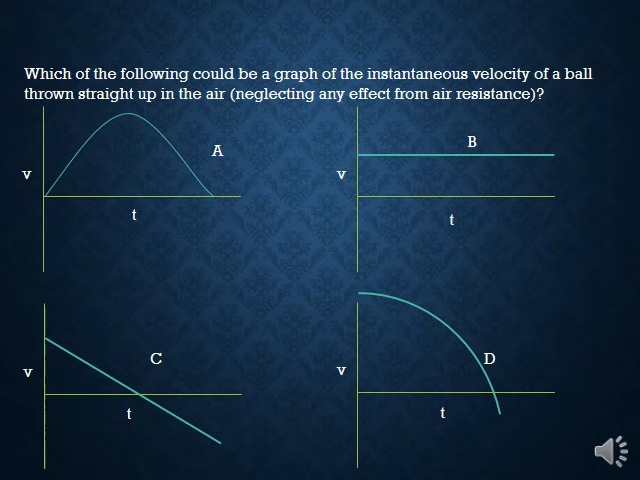 Which of the following could be a graph of the instantaneous velocity of a ball
thrown straight up in the air (neglecting any effect from air resistance)?
A
v
t
B
v
t
C
v
t
D
v
t